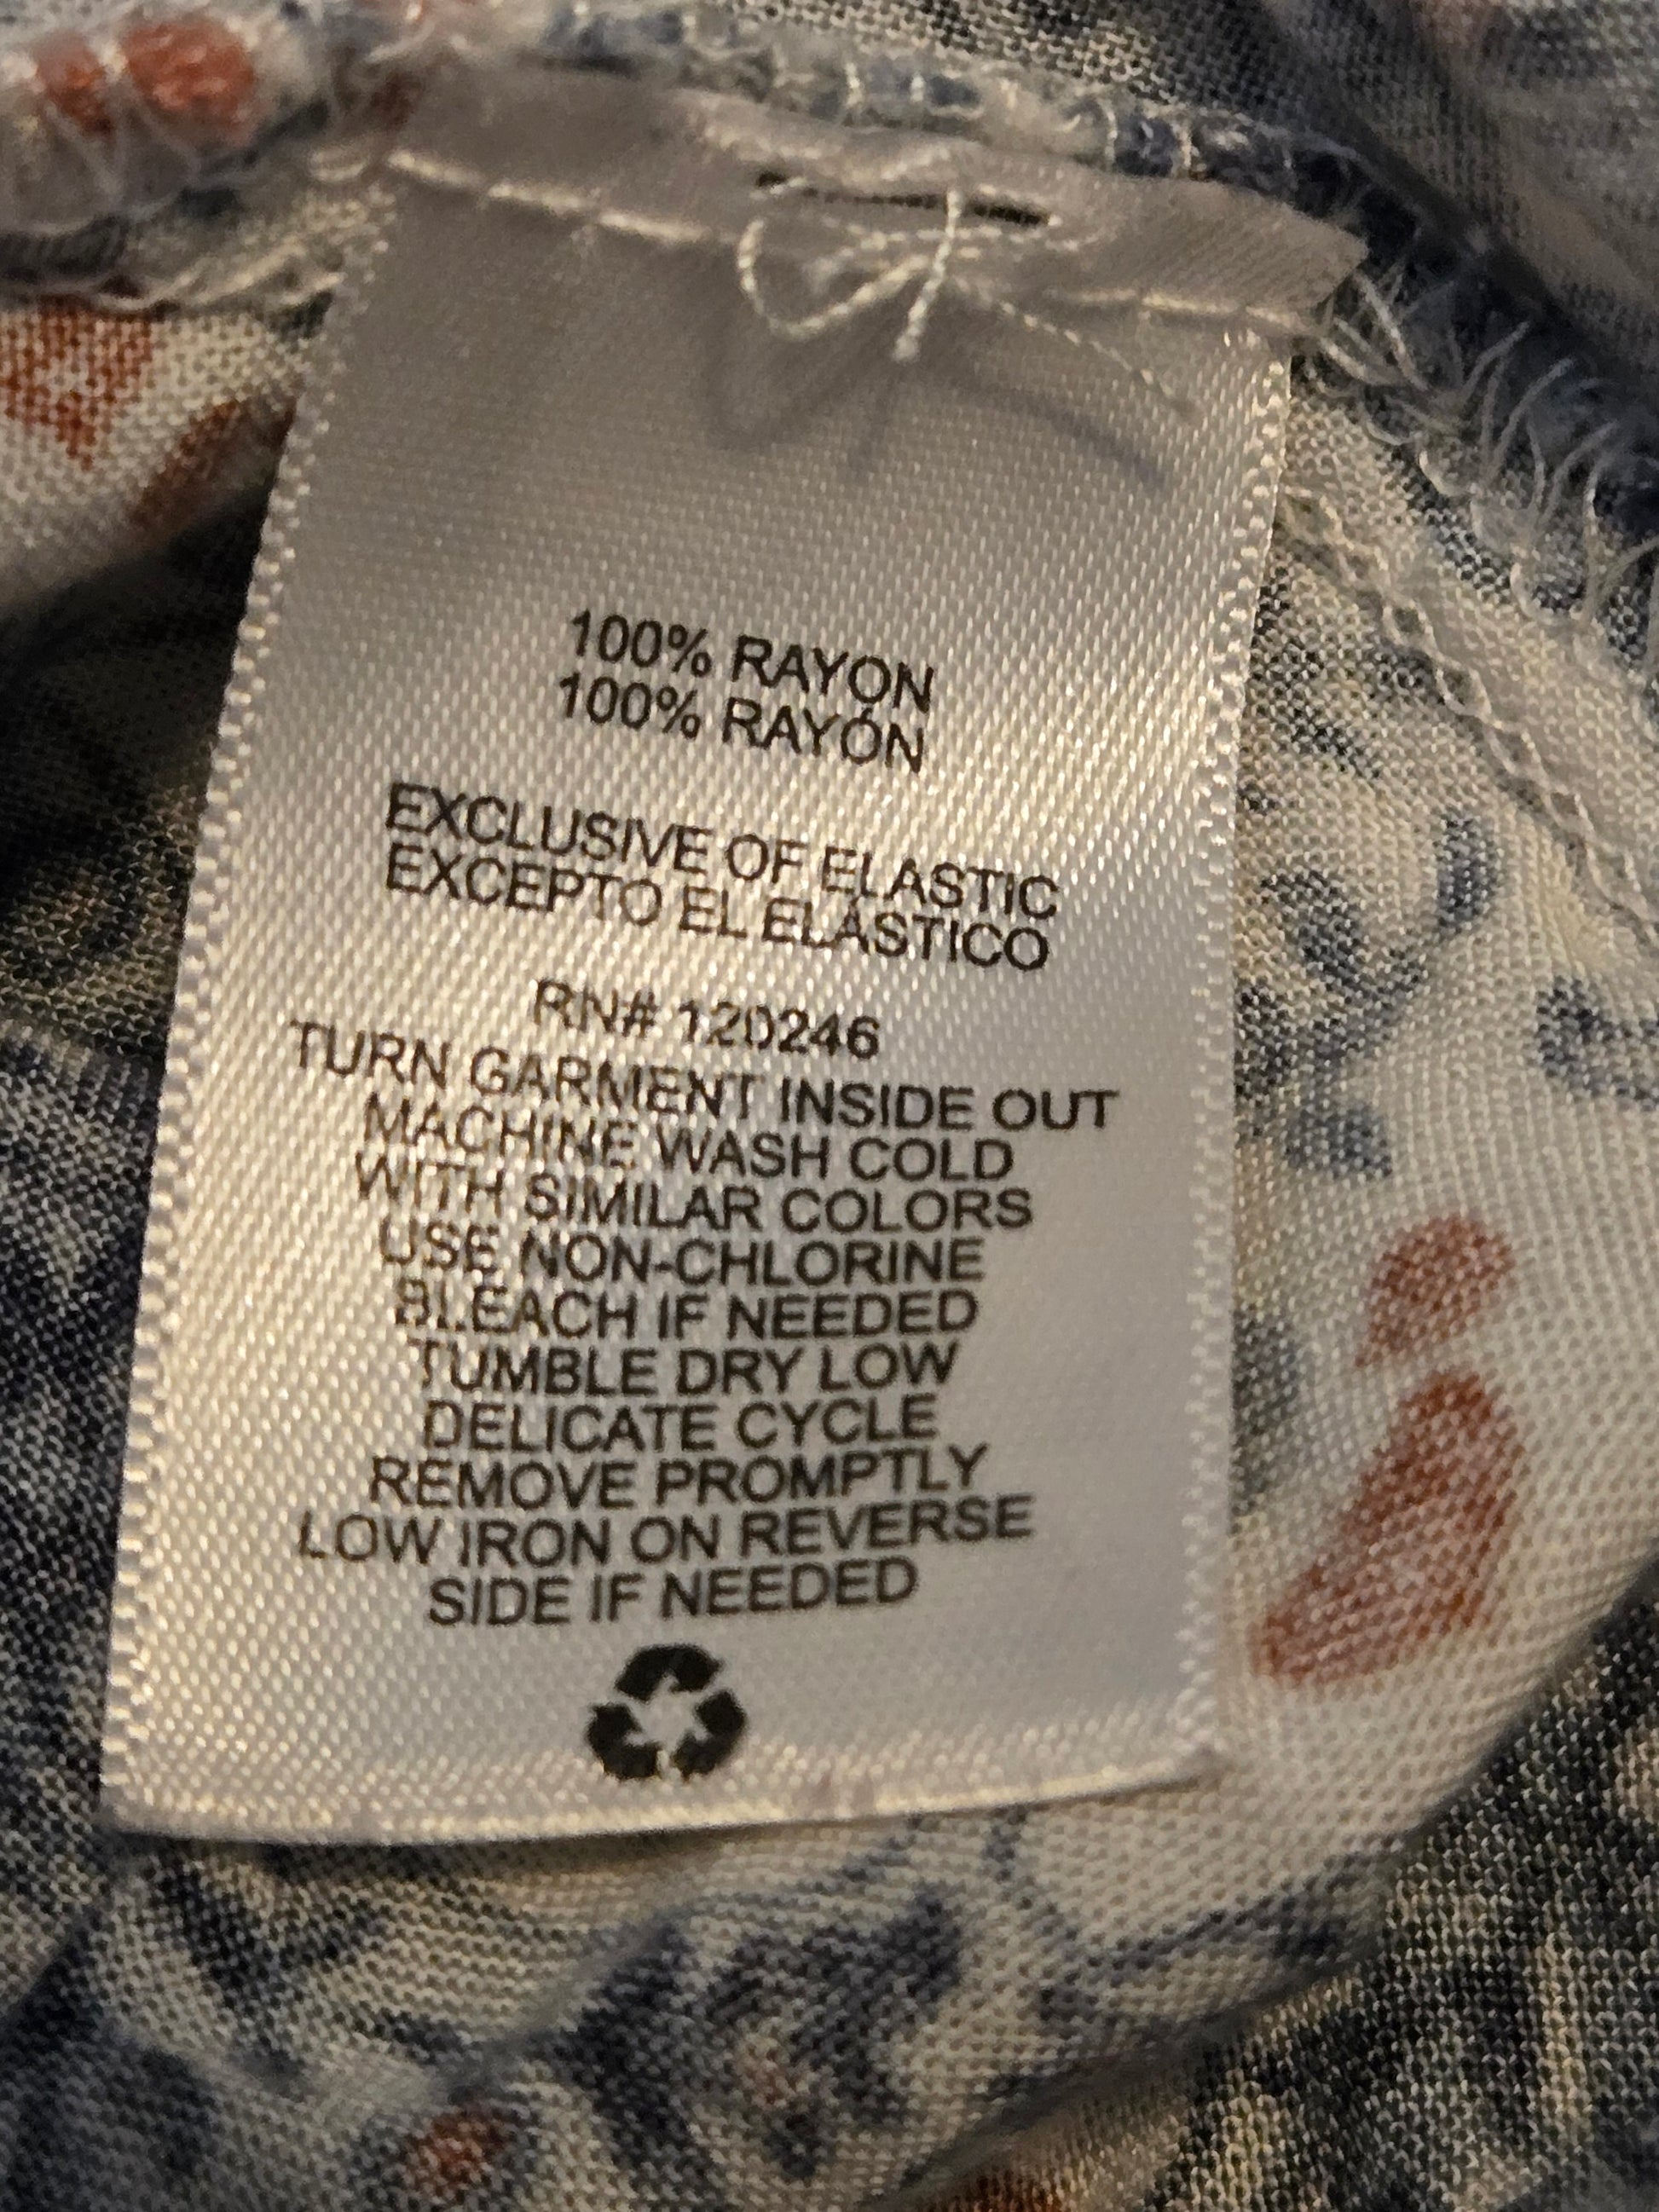 100% RAYON
100% RAYÓN
EXCLUSIVE OF ELASTIC
EXCEPTO EL ELÁSTICO
RN# 120246
TURN GARMENT INSIDE OUT
MACHINE WASH COLD
WITH SIMILAR COLORS
USE NON-CHLORINE
BLEACH IF NEEDED
TUMBLE DRY LOW
DELICATE CYCLE
REMOVE PROMPTLY
LOW IRON ON REVERSE
SIDE IF NEEDED